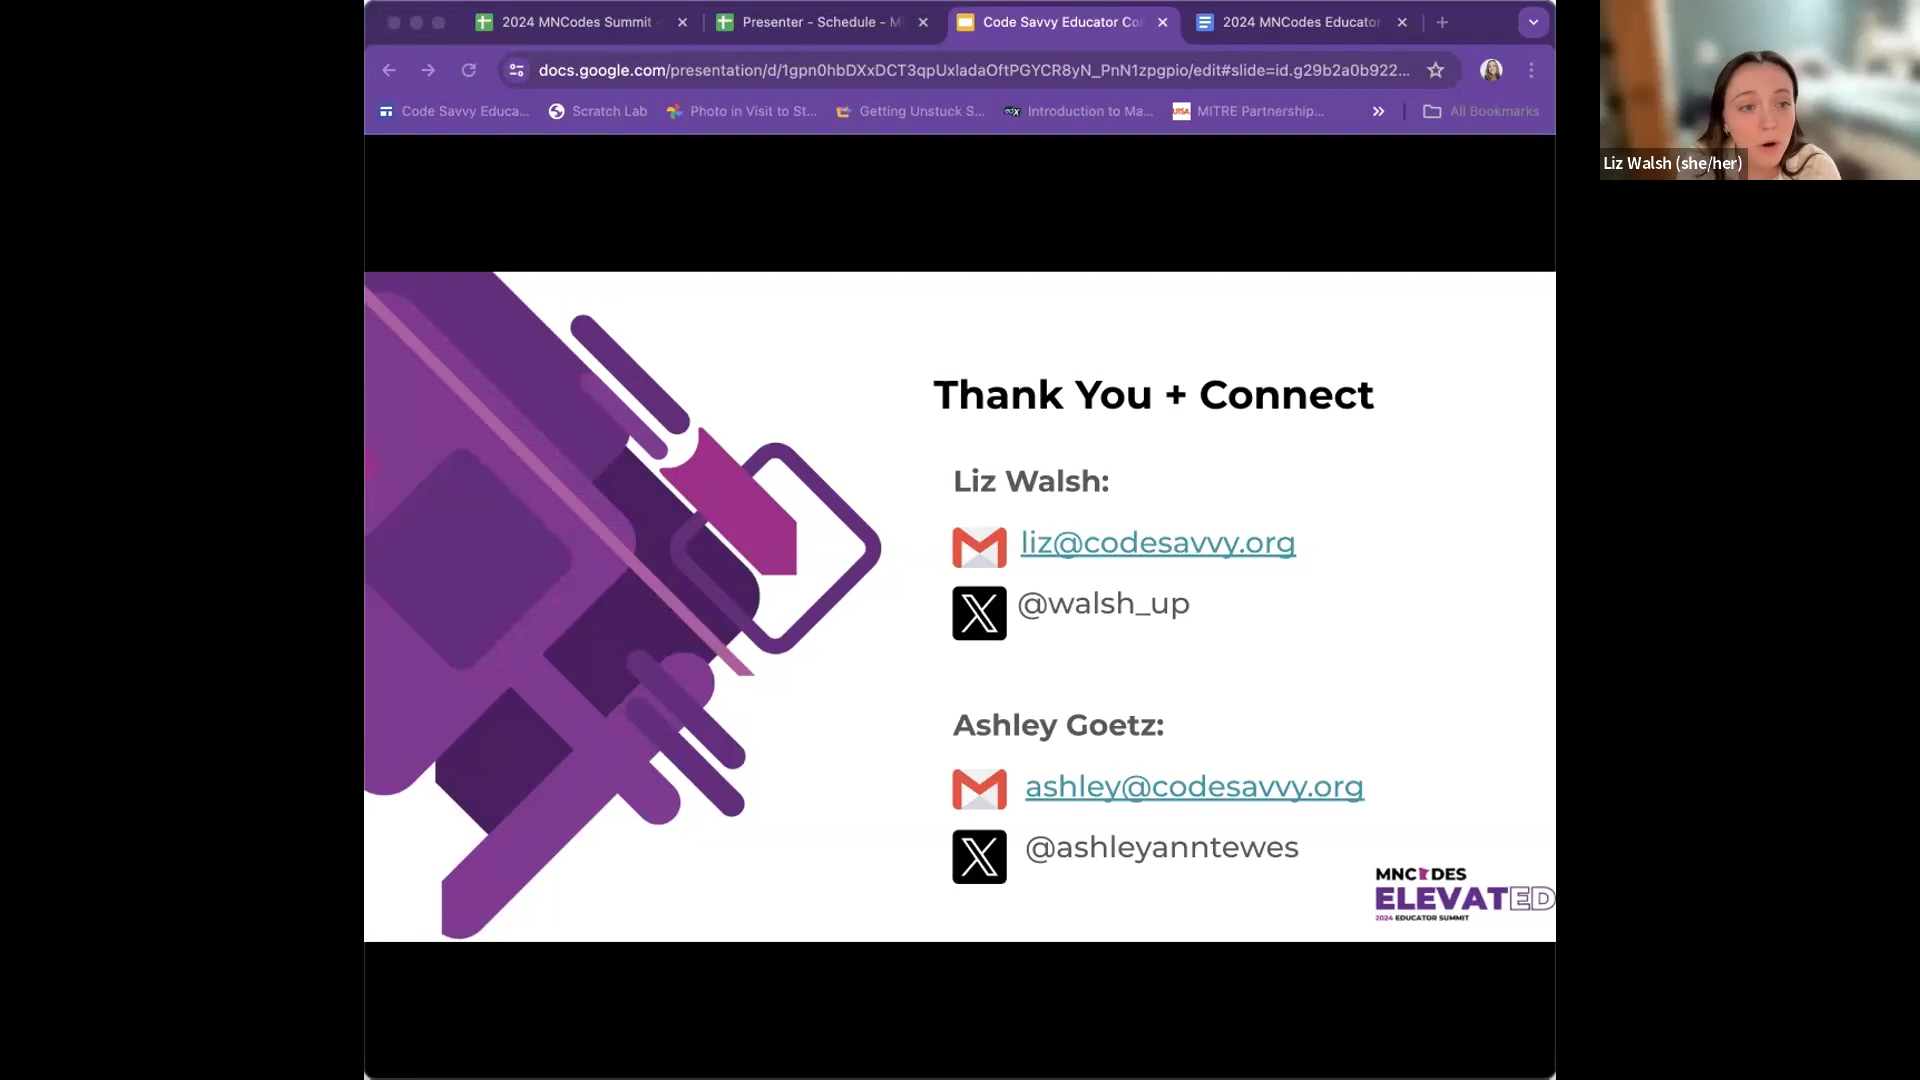 2024 MNCodes Summit
Presenter - Schedule - M
Code Savvy Educator Co
2024 MNCodes Educator
docs.google.com/presentation/d/1gpn0hbDXxDCT3qpUxladaOftPGYCR8yN_PnN1zpgpio/edit#slide=id.g29b2a0b922...
Code Savvy Educa...
Scratch Lab
Photo in Visit to St...
Getting Unstuck S...
edX
Introduction to Ma...
MITRE Partnership...
All Bookmarks
Liz Walsh (she/her)
Thank You + Connect
Liz Walsh:
liz@codesavvy.org
@walsh_up
Ashley Goetz:
ashley@codesavvy.org
@ashleyanntewes
MNCODES
ELEVATED
2024 EDUCATOR SUMMIT